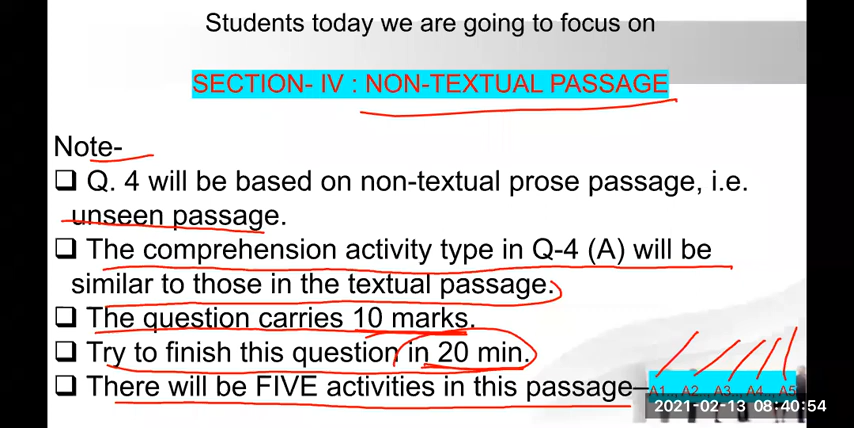 Students today we are going to focus on
SECTION- IV : NON-TEXTUAL PASSAGE
Note-
❑ Q. 4 will be based on non-textual prose passage, i.e.
unseen passage.
❑ The comprehension activity type in Q-4 (A) will be
similar to those in the textual passage.
❑ The question carries 10 marks.
❑ Try to finish this question in 20 min.
❑ There will be FIVE activities in this passage– A1., A2., A3., A4., A5
2021-02-13 08:40:54